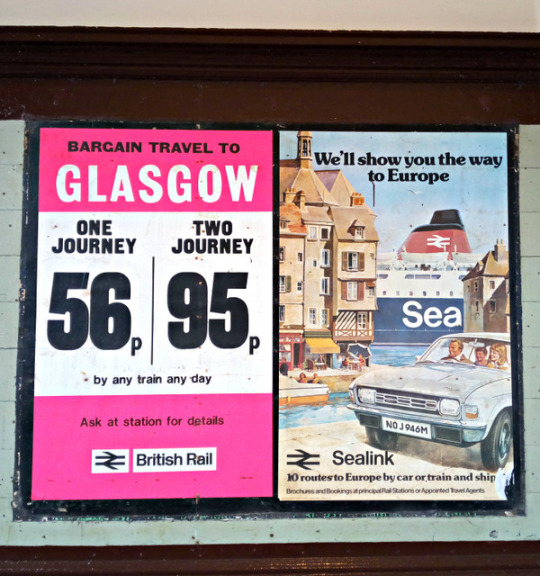 BARGAIN TRAVEL TO
GLASGOW
ONE JOURNEY
56p
TWO JOURNEY
95p
by any train any day
Ask at station for details
British Rail
We'll show you the way
to Europe
Sea
NOJ 946M
Sealink
10 routes to Europe by car or train and ship
Brochures and Bookings at principal Rail Stations or Appointed Travel Agents